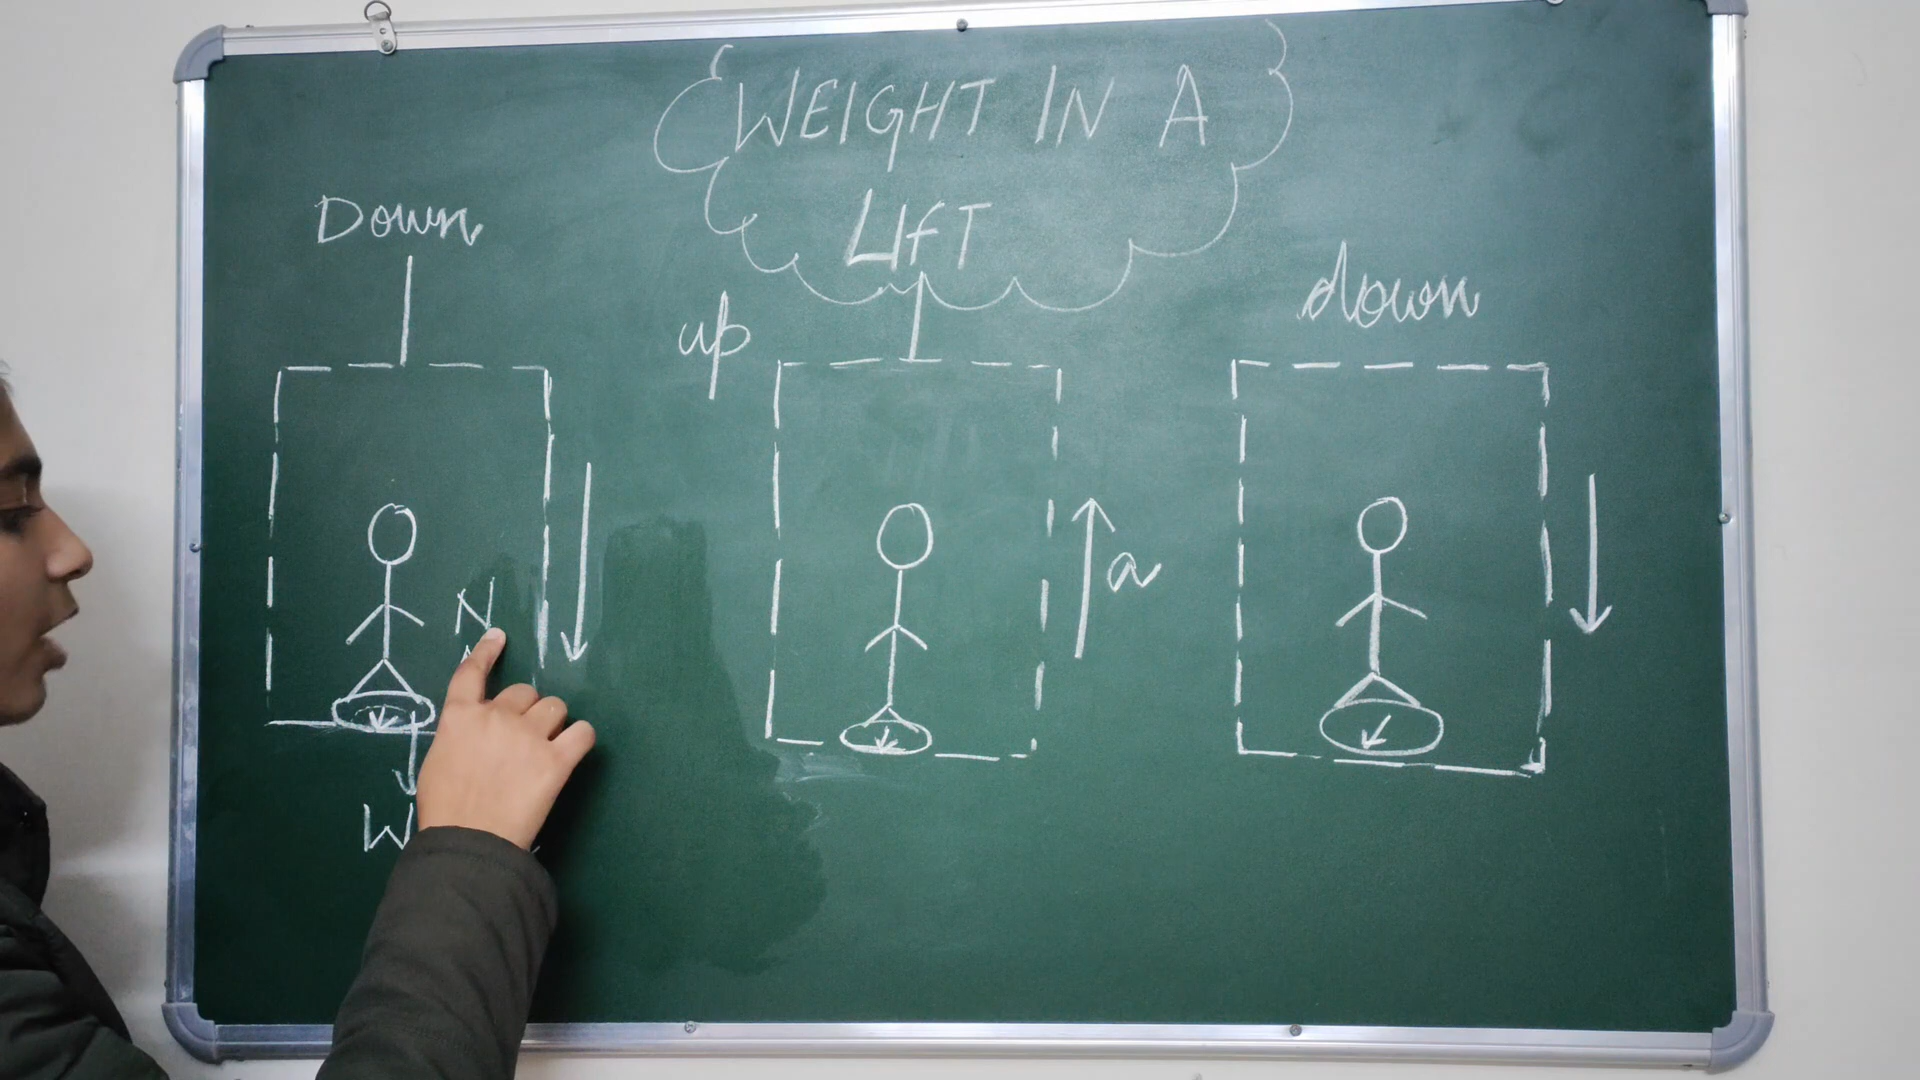 WEIGHT IN A
LIFT
Down
up
down
N
a
W